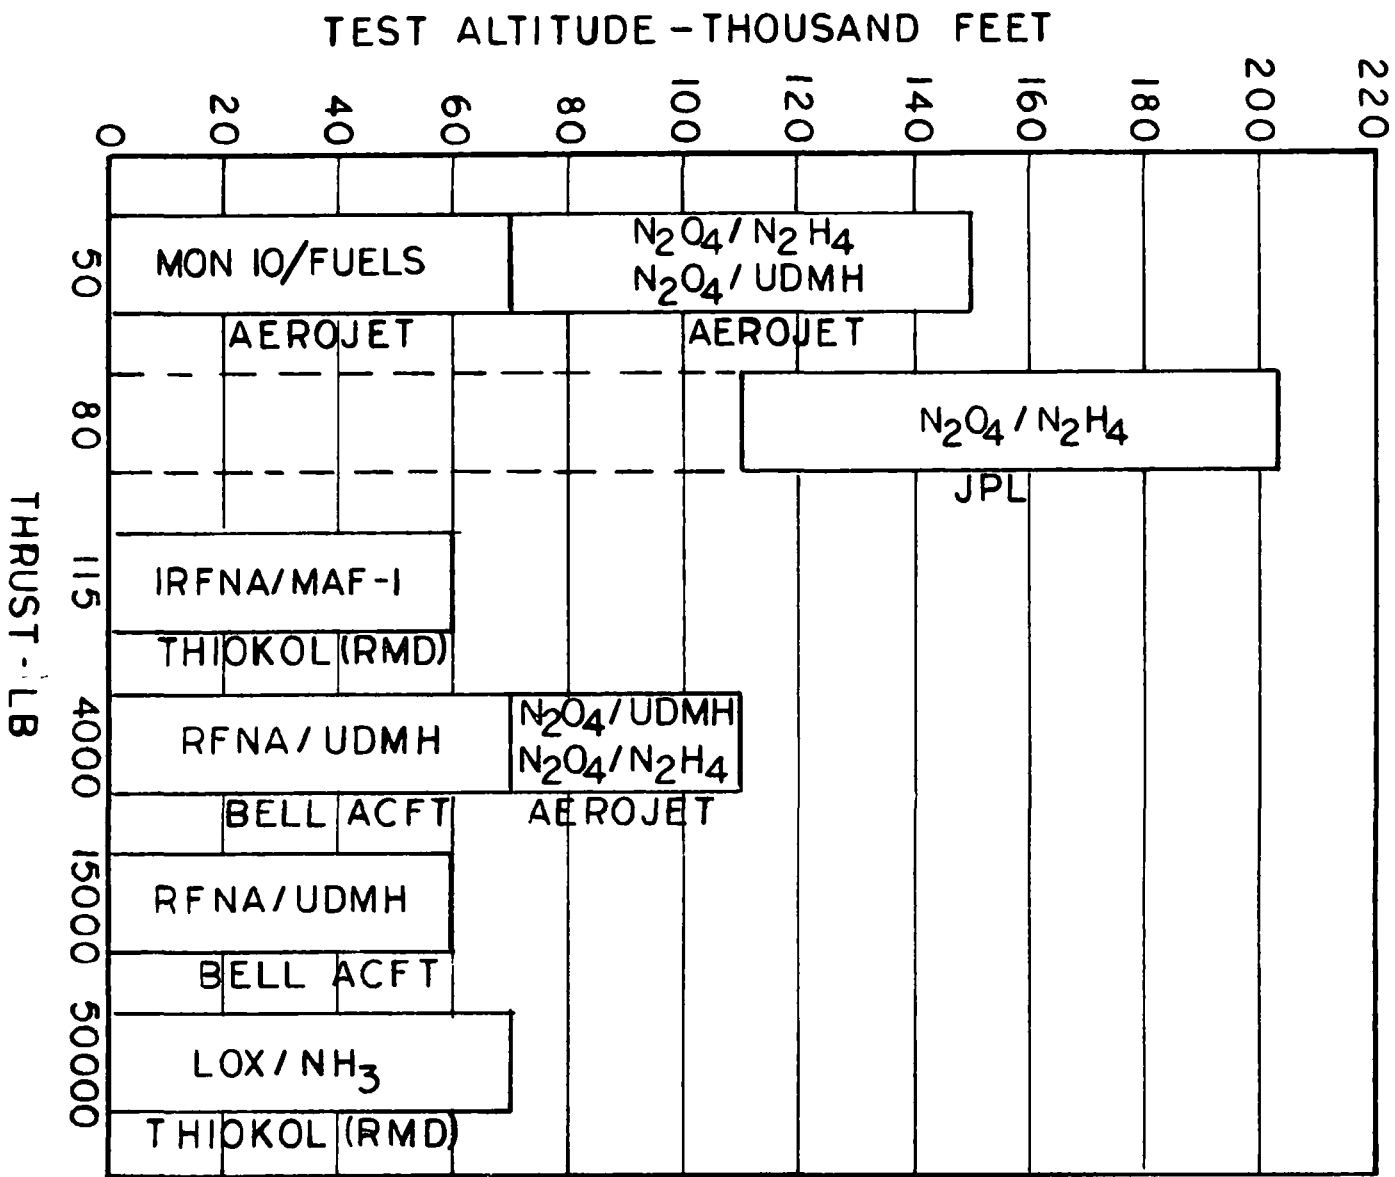 TEST ALTITUDE - THOUSAND FEET
0 20 40 60 80 100 120 140 160 180 200 220
THRUST - LB
50
MON 10/FUELS
N₂O₄/N₂H₄
N₂O₄/UDMH
AEROJET
AEROJET
80
N₂O₄/N₂H₄
JPL
115
IRFNA/MAF-1
THIOKOL (RMD)
4000
RFNA/UDMH
N₂O₄/UDMH
N₂O₄/N₂H₄
BELL ACFT
AEROJET
15000
RFNA/UDMH
BELL ACFT
50000
LOX/NH₃
THIOKOL (RMD)